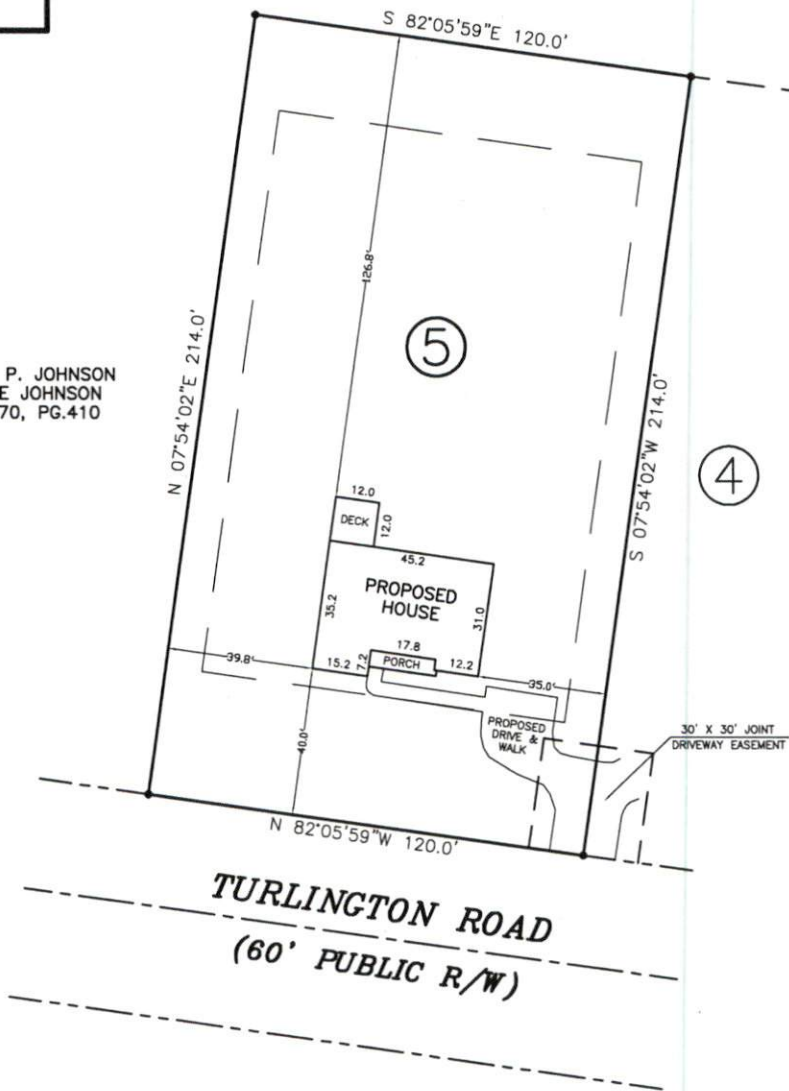 S 82°05'59"E 120.0'
126.8'
⑤
N 07°54'02"E 214.0'
P. JOHNSON
E JOHNSON
70, PG.410
S 07°54'02"W 214.0'
④
12.0
DECK
12.0
45.2
PROPOSED
HOUSE
35.2
31.0
17.8
PORCH
7.2
15.2
12.2
39.8'
35.0'
40.0'
PROPOSED
DRIVE &
WALK
30' X 30' JOINT
DRIVEWAY EASEMENT
N 82°05'59"W 120.0'
TURLINGTON ROAD
(60' PUBLIC R/W)